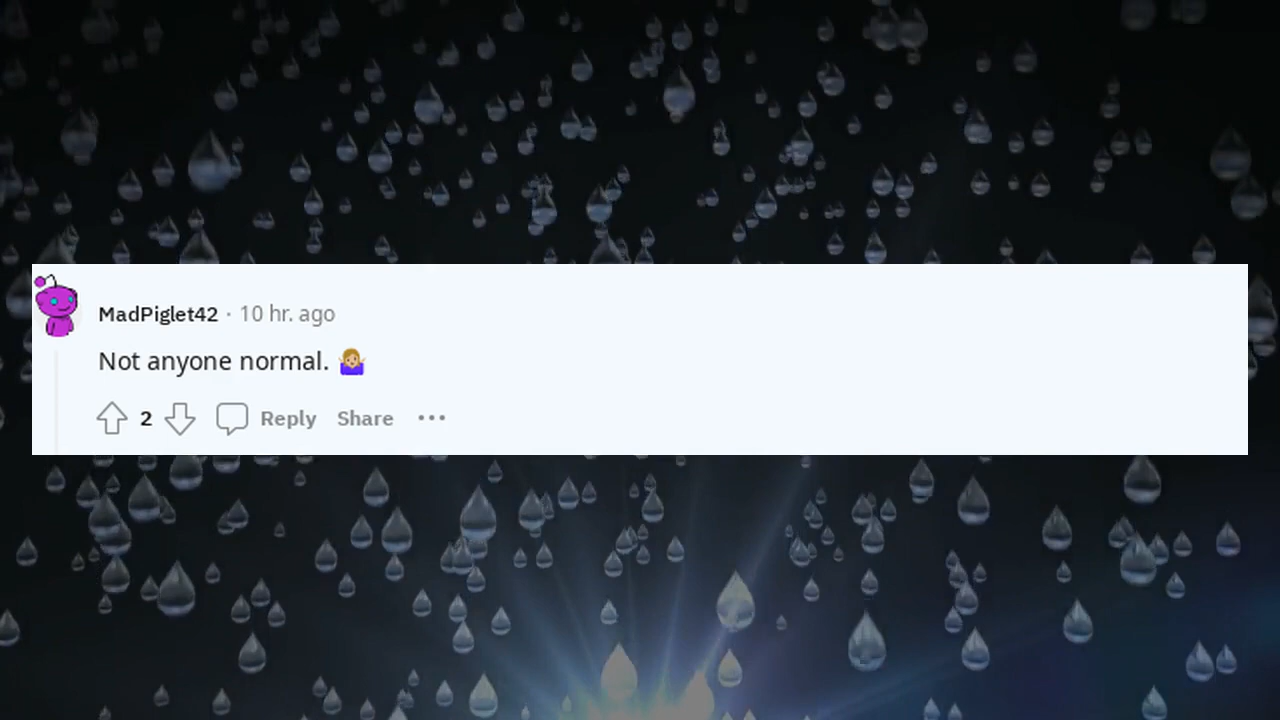 MadPiglet42 · 10 hr. ago
Not anyone normal. 🤷🏼‍♀️
2 Reply Share ···